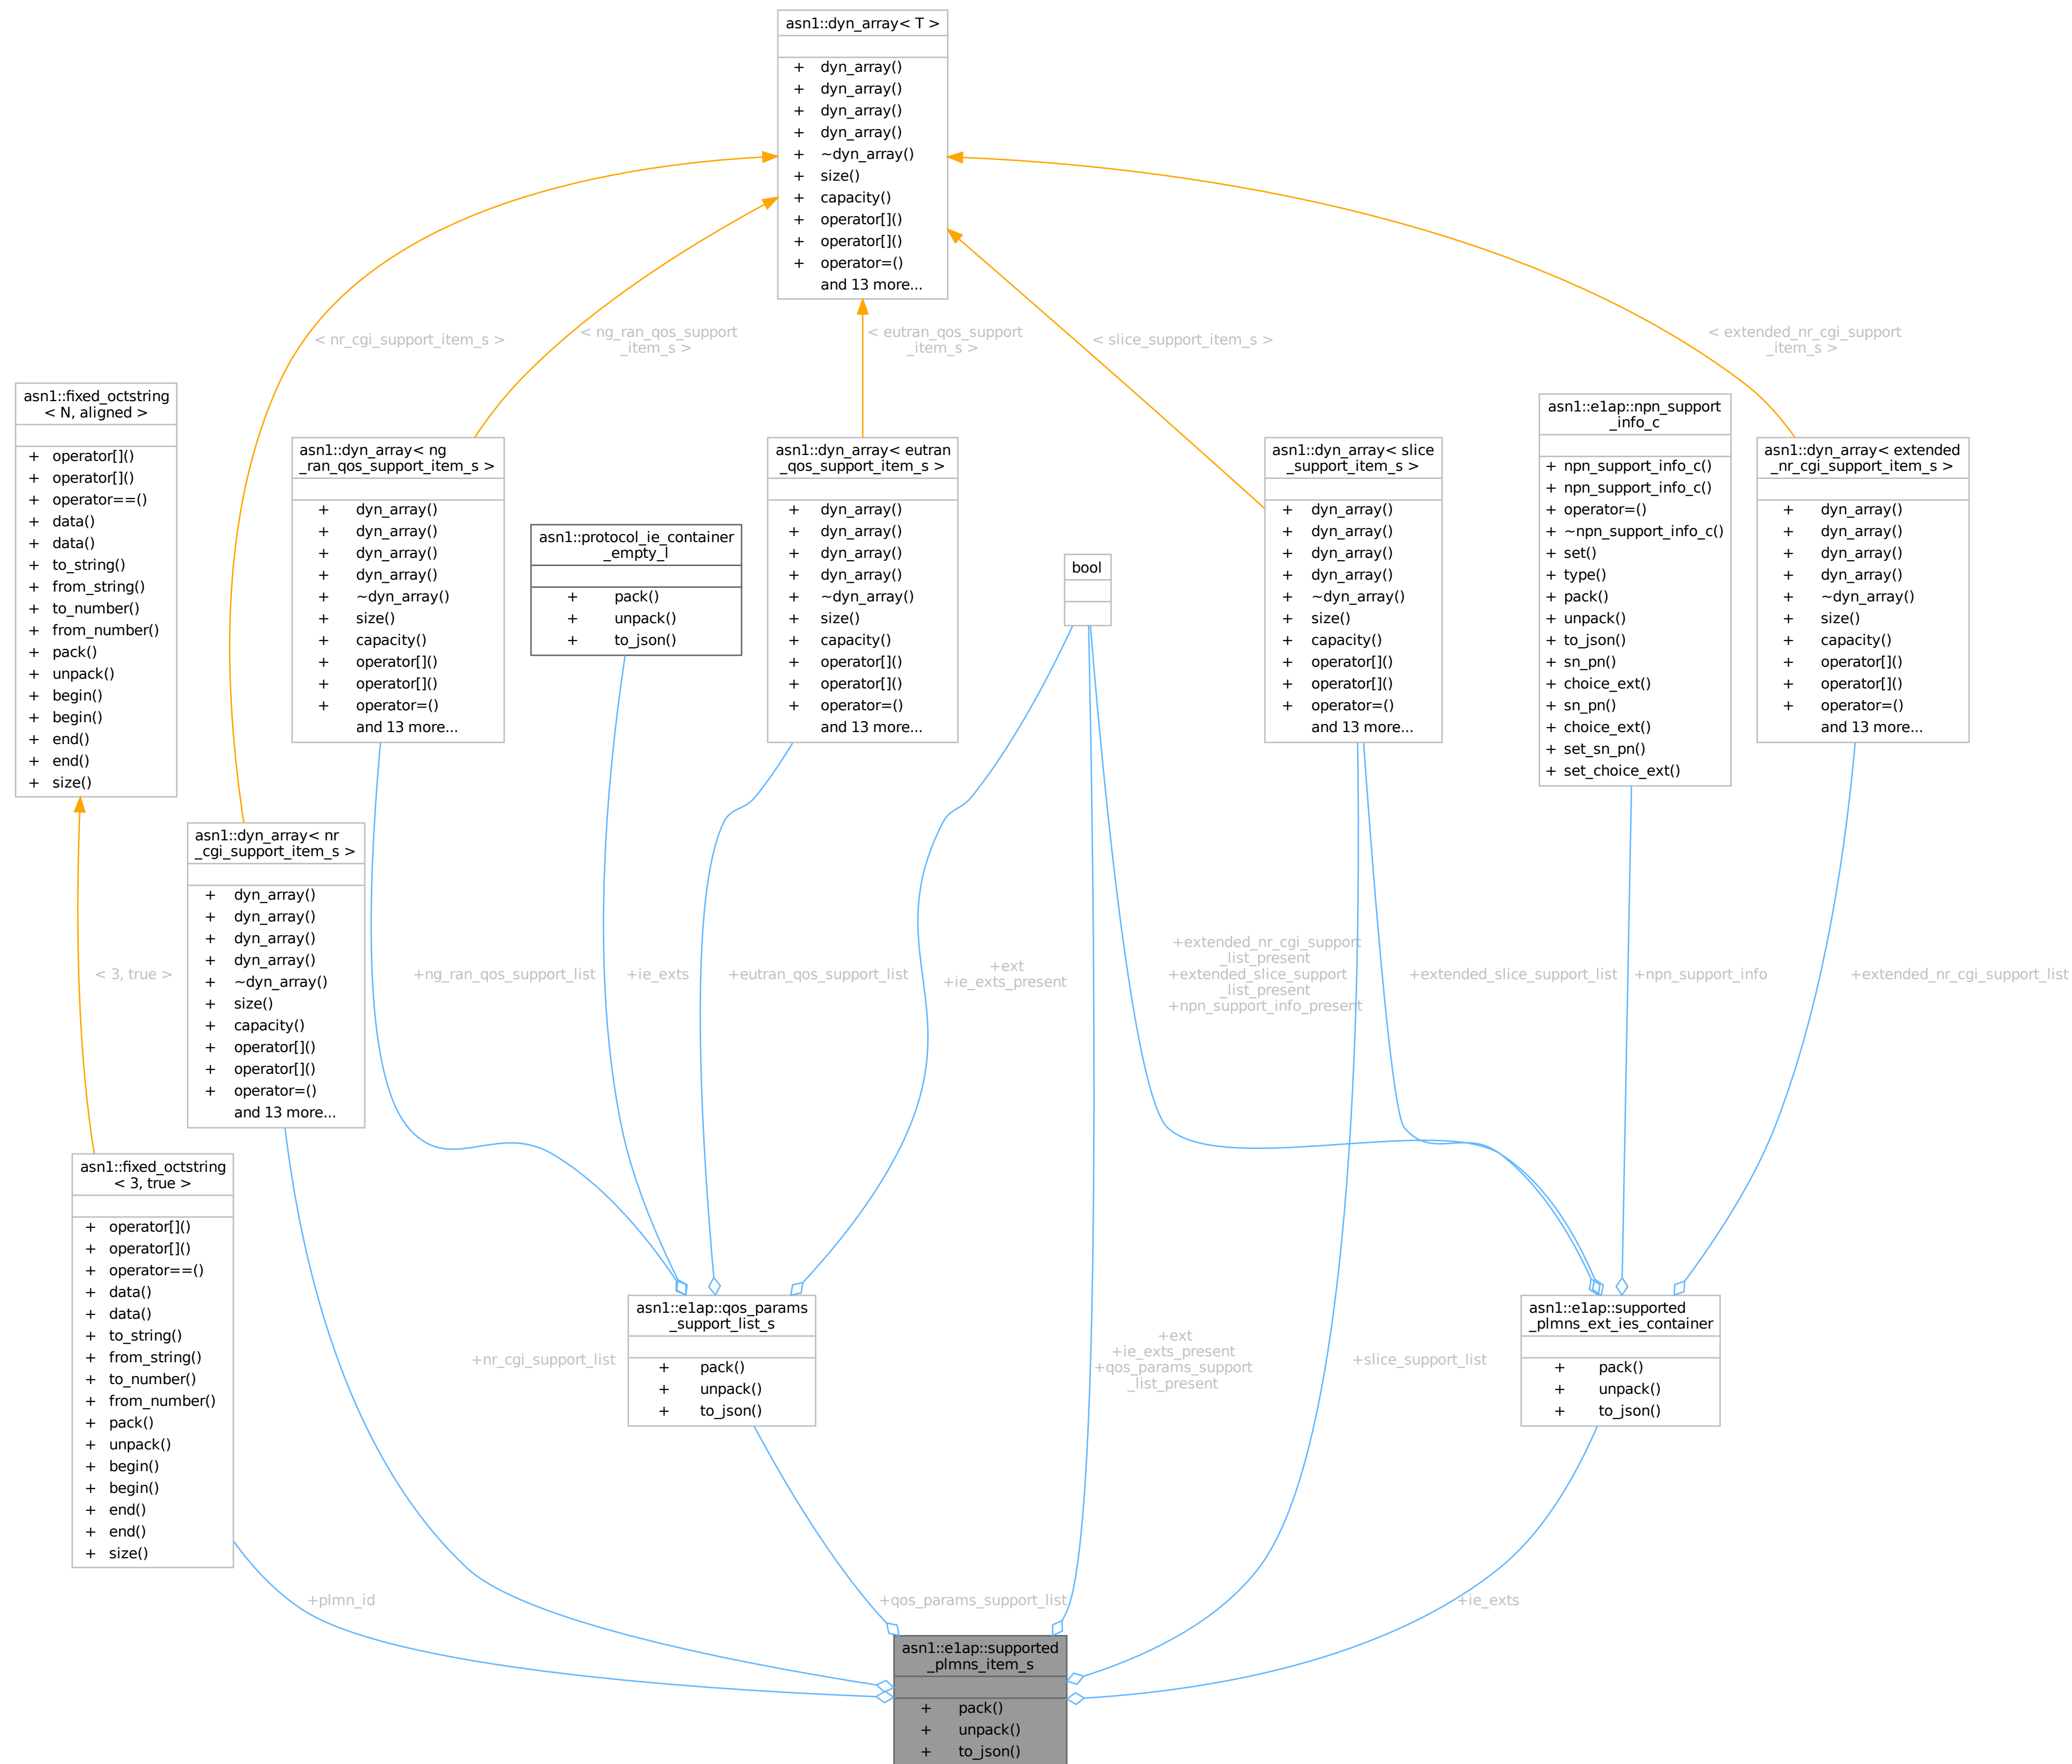 asn1::dyn_array< T >
+ dyn_array()
+ dyn_array()
+ dyn_array()
+ dyn_array()
+ ~dyn_array()
+ size()
+ capacity()
+ operator[]()
+ operator[]()
+ operator=()
and 13 more...
< nr_cgi_support_item_s >
< ng_ran_qos_support
_item_s >
< eutran_qos_support
_item_s >
< slice_support_item_s >
< extended_nr_cgi_support
_item_s >
asn1::fixed_octstring
< N, aligned >
+ operator[]()
+ operator[]()
+ operator==()
+ data()
+ data()
+ to_string()
+ from_string()
+ to_number()
+ from_number()
+ pack()
+ unpack()
+ begin()
+ begin()
+ end()
+ end()
+ size()
asn1::dyn_array< ng
_ran_qos_support_item_s >
+ dyn_array()
+ dyn_array()
+ dyn_array()
+ dyn_array()
+ ~dyn_array()
+ size()
+ capacity()
+ operator[]()
+ operator[]()
+ operator=()
and 13 more...
asn1::protocol_ie_container
_empty_l
+ pack()
+ unpack()
+ to_json()
asn1::dyn_array< eutran
_qos_support_item_s >
+ dyn_array()
+ dyn_array()
+ dyn_array()
+ dyn_array()
+ ~dyn_array()
+ size()
+ capacity()
+ operator[]()
+ operator[]()
+ operator=()
and 13 more...
bool
asn1::dyn_array< slice
_support_item_s >
+ dyn_array()
+ dyn_array()
+ dyn_array()
+ dyn_array()
+ ~dyn_array()
+ size()
+ capacity()
+ operator[]()
+ operator[]()
+ operator=()
and 13 more...
asn1::e1ap::npn_support
_info_c
+ npn_support_info_c()
+ npn_support_info_c()
+ operator=()
+ ~npn_support_info_c()
+ set()
+ type()
+ pack()
+ unpack()
+ to_json()
+ sn_pn()
+ choice_ext()
+ sn_pn()
+ choice_ext()
+ set_sn_pn()
+ set_choice_ext()
asn1::dyn_array< extended
_nr_cgi_support_item_s >
+ dyn_array()
+ dyn_array()
+ dyn_array()
+ dyn_array()
+ ~dyn_array()
+ size()
+ capacity()
+ operator[]()
+ operator[]()
+ operator=()
and 13 more...
asn1::dyn_array< nr
_cgi_support_item_s >
+ dyn_array()
+ dyn_array()
+ dyn_array()
+ dyn_array()
+ ~dyn_array()
+ size()
+ capacity()
+ operator[]()
+ operator[]()
+ operator=()
and 13 more...
< 3, true >
+ng_ran_qos_support_list
+ie_exts
+eutran_qos_support_list
+ext
+ie_exts_present
+extended_nr_cgi_support
_list_present
+extended_slice_support
_list_present
+npn_support_info_present
+extended_slice_support_list
+npn_support_info
+extended_nr_cgi_support_list
asn1::fixed_octstring
< 3, true >
+ operator[]()
+ operator[]()
+ operator==()
+ data()
+ data()
+ to_string()
+ from_string()
+ to_number()
+ from_number()
+ pack()
+ unpack()
+ begin()
+ begin()
+ end()
+ end()
+ size()
+nr_cgi_support_list
asn1::e1ap::qos_params
_support_list_s
+ pack()
+ unpack()
+ to_json()
+ext
+ie_exts_present
+qos_params_support
_list_present
+slice_support_list
asn1::e1ap::supported
_plmns_ext_ies_container
+ pack()
+ unpack()
+ to_json()
+plmn_id
+qos_params_support_list
+ie_exts
asn1::e1ap::supported
_plmns_item_s
+ pack()
+ unpack()
+ to_json()